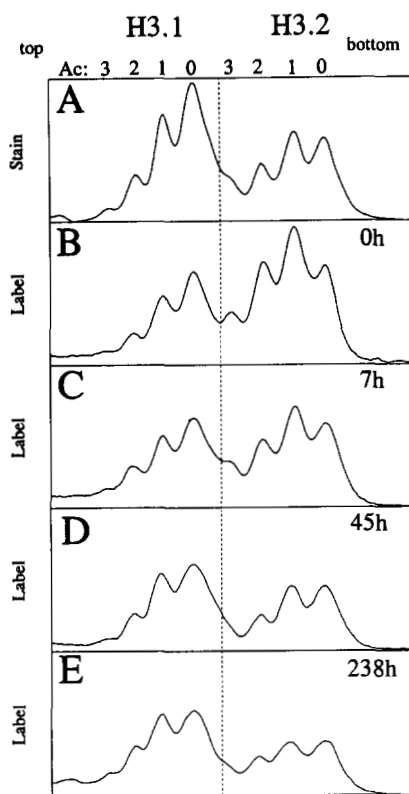 H3.1 H3.2
top bottom
Ac: 3 2 1 0 3 2 1 0
A
Stain
B 0h
Label
C 7h
Label
D 45h
Label
E 238h
Label